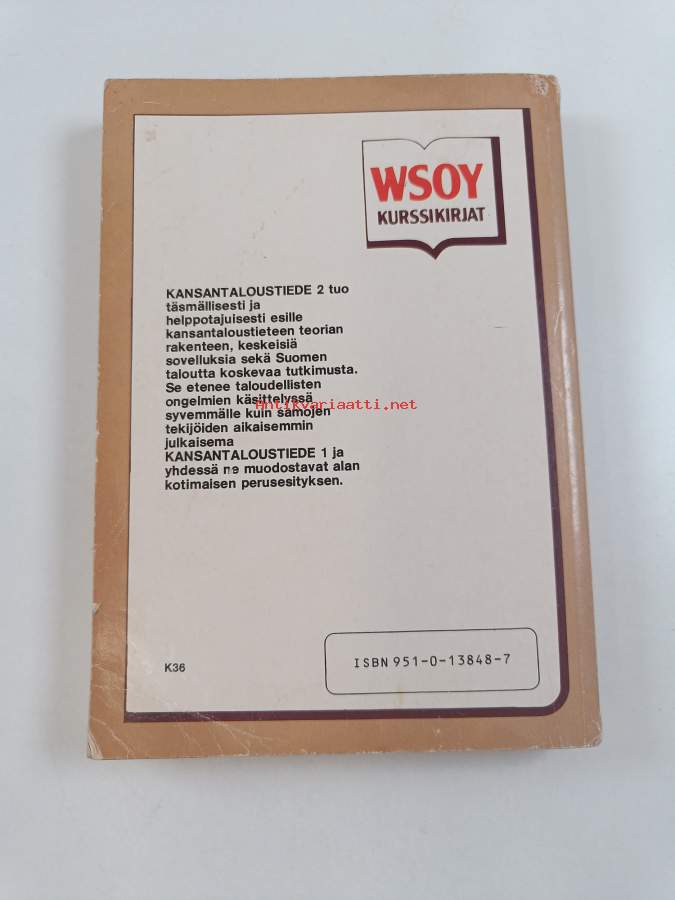 WSOY
KURSSIKIRJAT
KANSANTALOUSTIEDE 2 tuo
täsmällisesti ja
helppotajuisesti esille
kansantaloustieteen teorian
rakenteen, keskeisiä
sovelluksia sekä Suomen
taloutta koskevaa tutkimusta.
Se etenee taloudellisten
ongelmien käsittelyssä
Antikvariaatti.net
syvemmälle kuin samojen
tekijöiden aikaisemmin
julkaisema
KANSANTALOUSTIEDE 1 ja
yhdessä ne muodostavat alan
kotimaisen perusesityksen.
K36
ISBN 951-0-13848-7